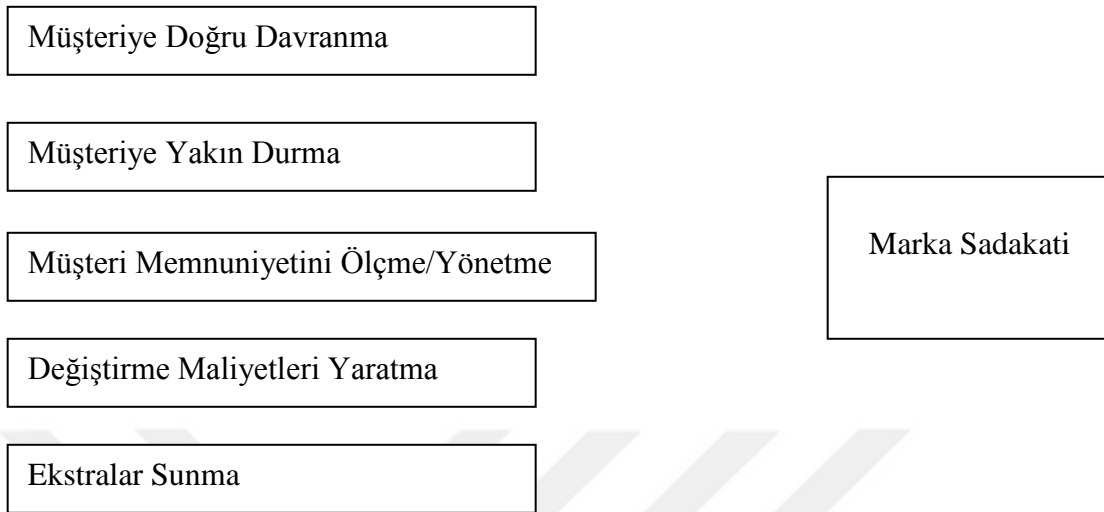 Müşteriye Doğru Davranma
Müşteriye Yakın Durma
Müşteri Memnuniyetini Ölçme/Yönetme
Değiştirme Maliyetleri Yaratma
Ekstralar Sunma
Marka Sadakati